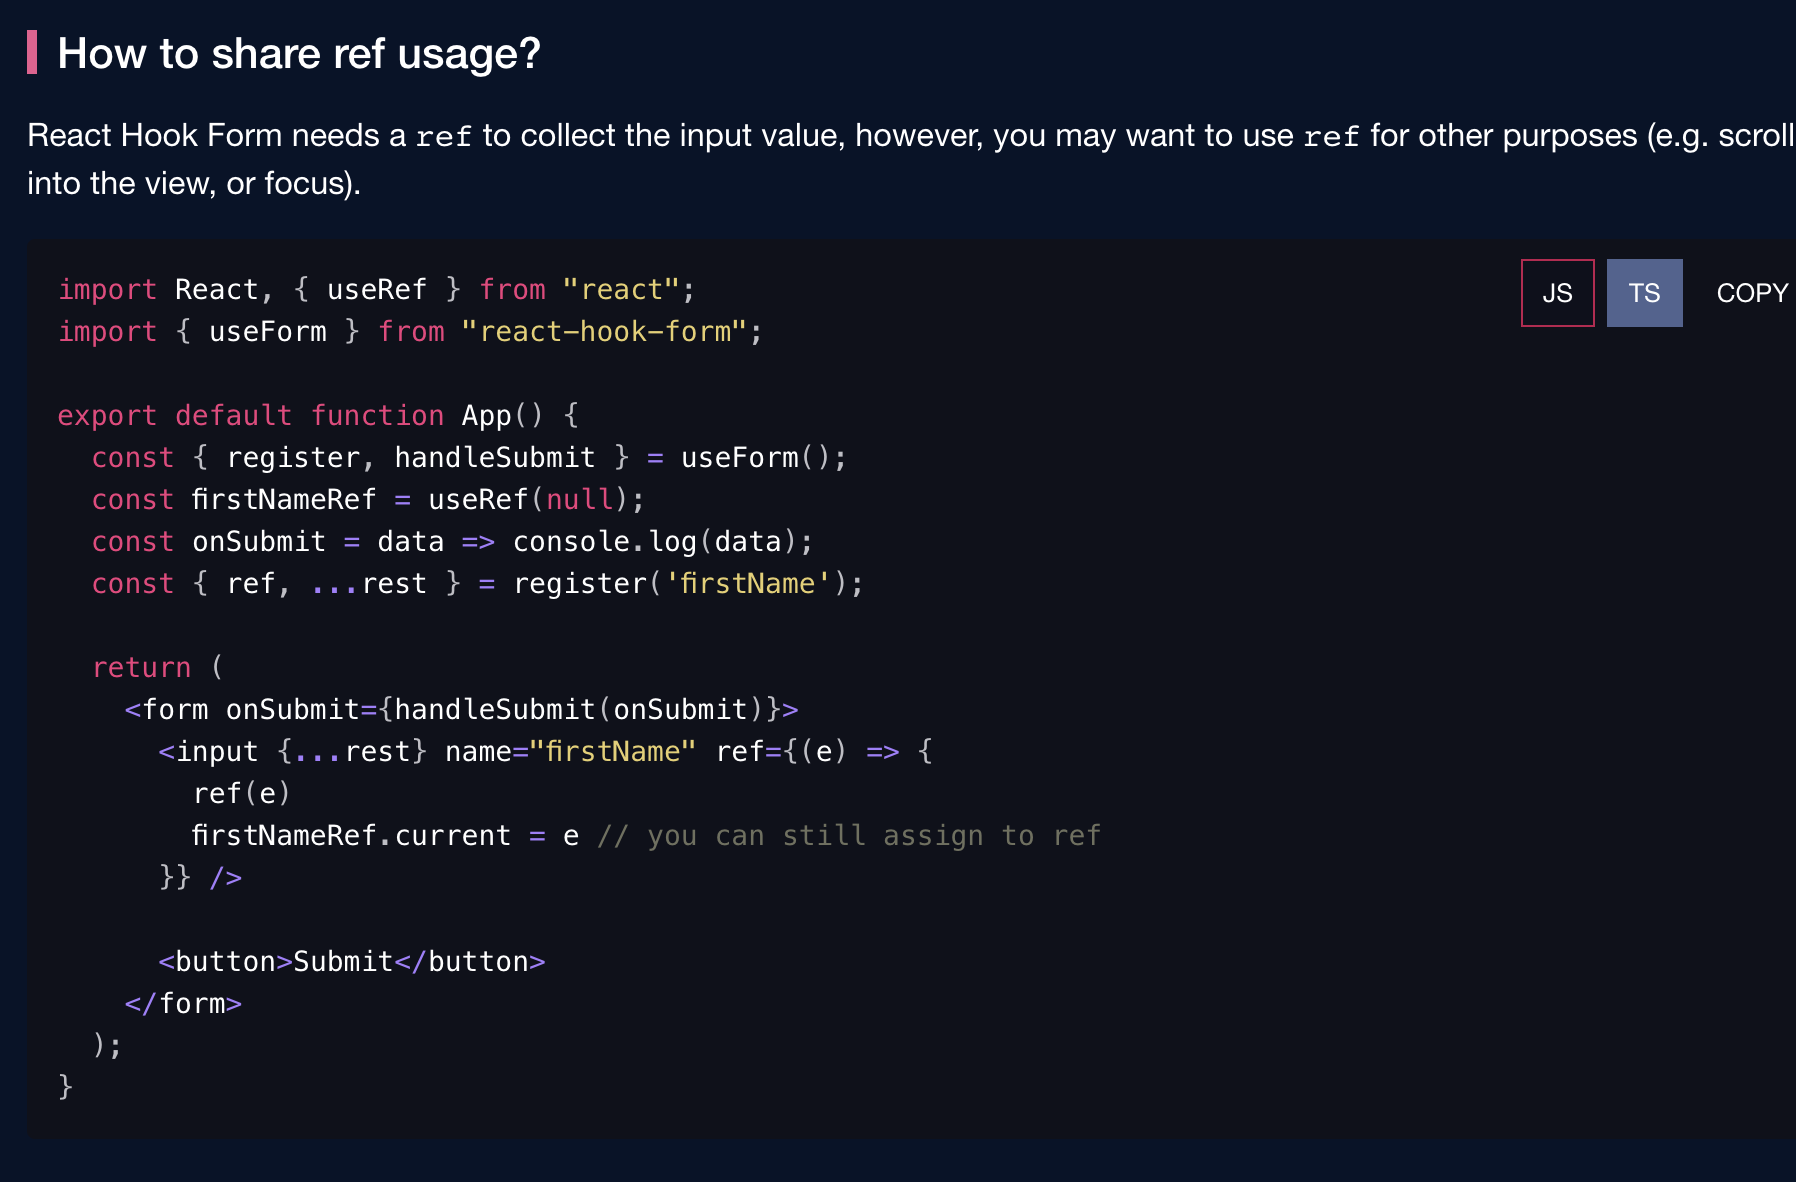 How to share ref usage?
React Hook Form needs a ref to collect the input value, however, you may want to use ref for other purposes (e.g. scroll
into the view, or focus).
JS TS COPY
import React, { useRef } from "react";
import { useForm } from "react-hook-form";

export default function App() {
  const { register, handleSubmit } = useForm();
  const firstNameRef = useRef(null);
  const onSubmit = data => console.log(data);
  const { ref, ...rest } = register('firstName');

  return (
    <form onSubmit={handleSubmit(onSubmit)}>
      <input {...rest} name="firstName" ref={(e) => {
        ref(e)
        firstNameRef.current = e // you can still assign to ref
      }} />

      <button>Submit</button>
    </form>
  );
}